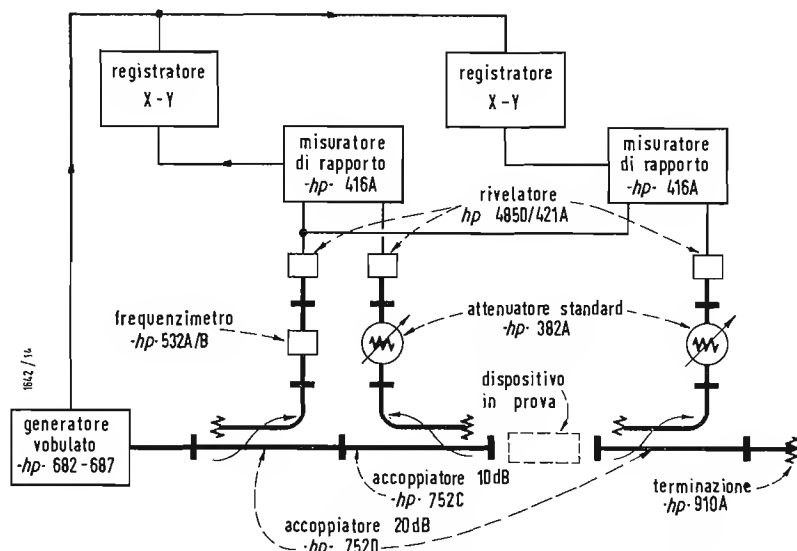 registratore
X-Y
registratore
X-Y
misuratore
di rapporto
-hp- 416A
misuratore
di rapporto
-hp- 416A
rivelatore
hp 485D/421A
frequenzimetro
-hp- 532A/B
attenuatore standard
-hp- 382A
1642/14
dispositivo
in prova
generatore
vobulato
-hp- 682-687
accoppiatore 10dB
-hp- 752C
accoppiatore 20dB
-hp- 752D
terminazione
-hp- 910A